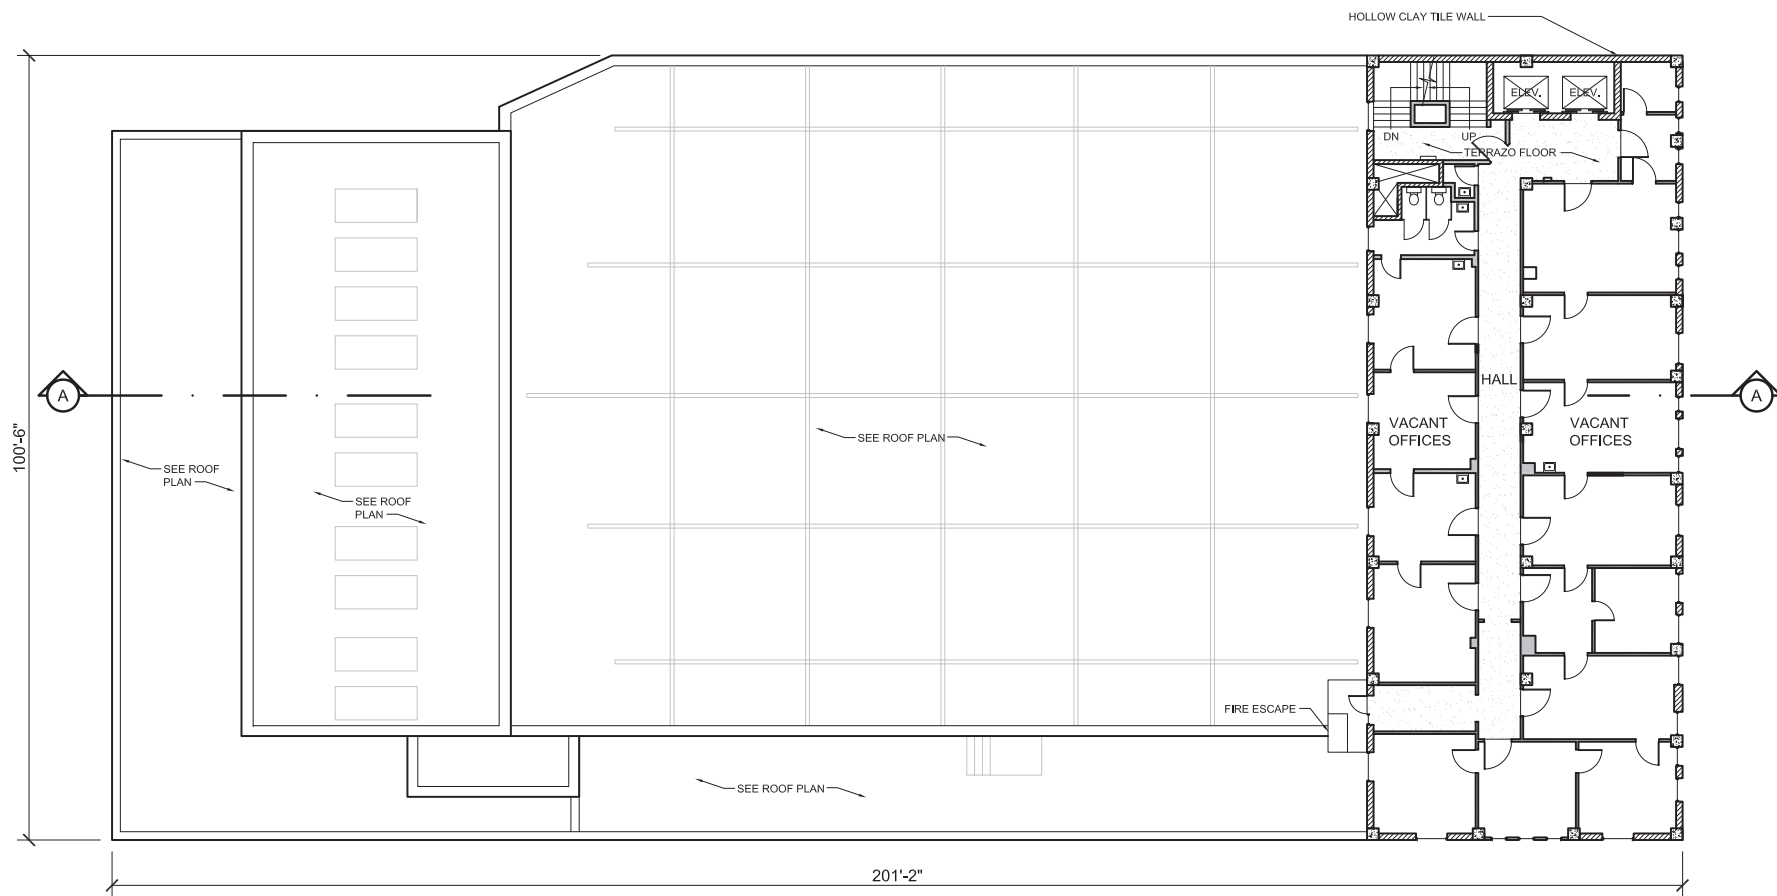 HOLLOW CLAY TILE WALL
ELEV.
ELEV.
DN
UP
TERRAZO FLOOR
HALL
A
A
VACANT
OFFICES
VACANT
OFFICES
100'-6"
SEE ROOF PLAN
SEE ROOF
PLAN
SEE ROOF
PLAN
FIRE ESCAPE
SEE ROOF PLAN
201'-2"